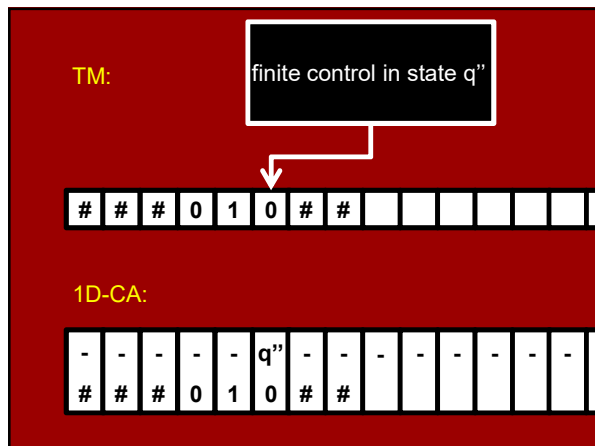 TM:
finite control in state q’’
# # # 0 1 0 # #
1D-CA:
- - - - - q’’ - - - - - - - -
# # # 0 1 0 # #